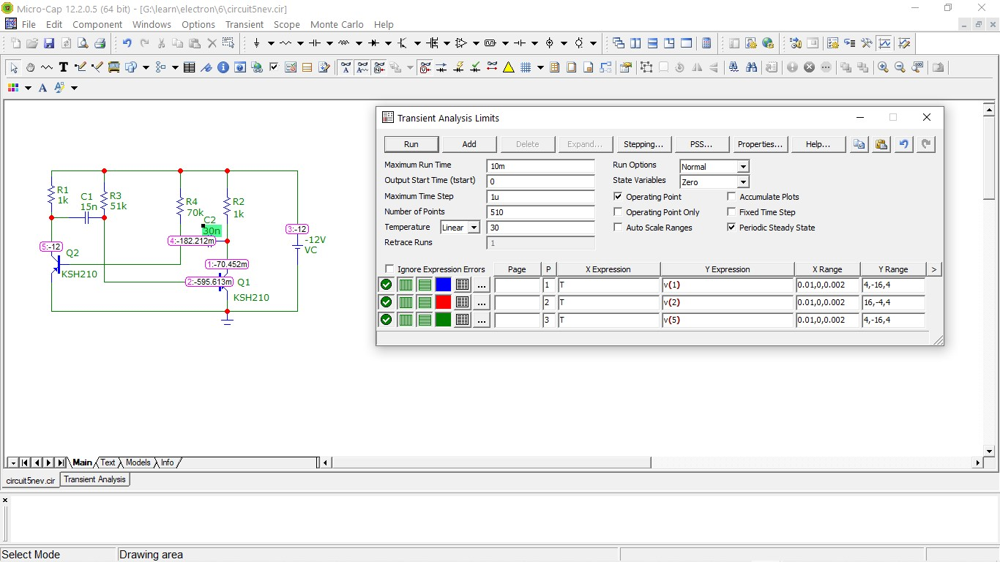 Micro-Cap 12.2.0.5 (64 bit) - [G:\learn\electron\6\circuit5nev.cir]
File Edit Component Windows Options Transient Scope Monte Carlo Help
R1
1k
C1
15n
R3
51k
R4
70k
R2
1k
C2
30n
4:-182.212m
3:-12
-12V
VC
5:-12
Q2
KSH210
1:-70.452m
2:-595.613m
Q1
KSH210
Transient Analysis Limits
Run Add Delete Expand... Stepping... PSS... Properties... Help...
Maximum Run Time 10m Run Options Normal
Output Start Time (tstart) 0 State Variables Zero
Maximum Time Step 1u Operating Point Accumulate Plots
Number of Points 510 Operating Point Only Fixed Time Step
Temperature Linear 30 Auto Scale Ranges Periodic Steady State
Retrace Runs 1
Ignore Expression Errors Page P X Expression Y Expression X Range Y Range >
... 1 T v(1) 0.01,0,0.002 4,-16,4
... 2 T v(2) 0.01,0,0.002 16,-4,4
... 3 T v(5) 0.01,0,0.002 4,-16,4
Main Text Models Info
circuit5nev.cir Transient Analysis
Select Mode Drawing area